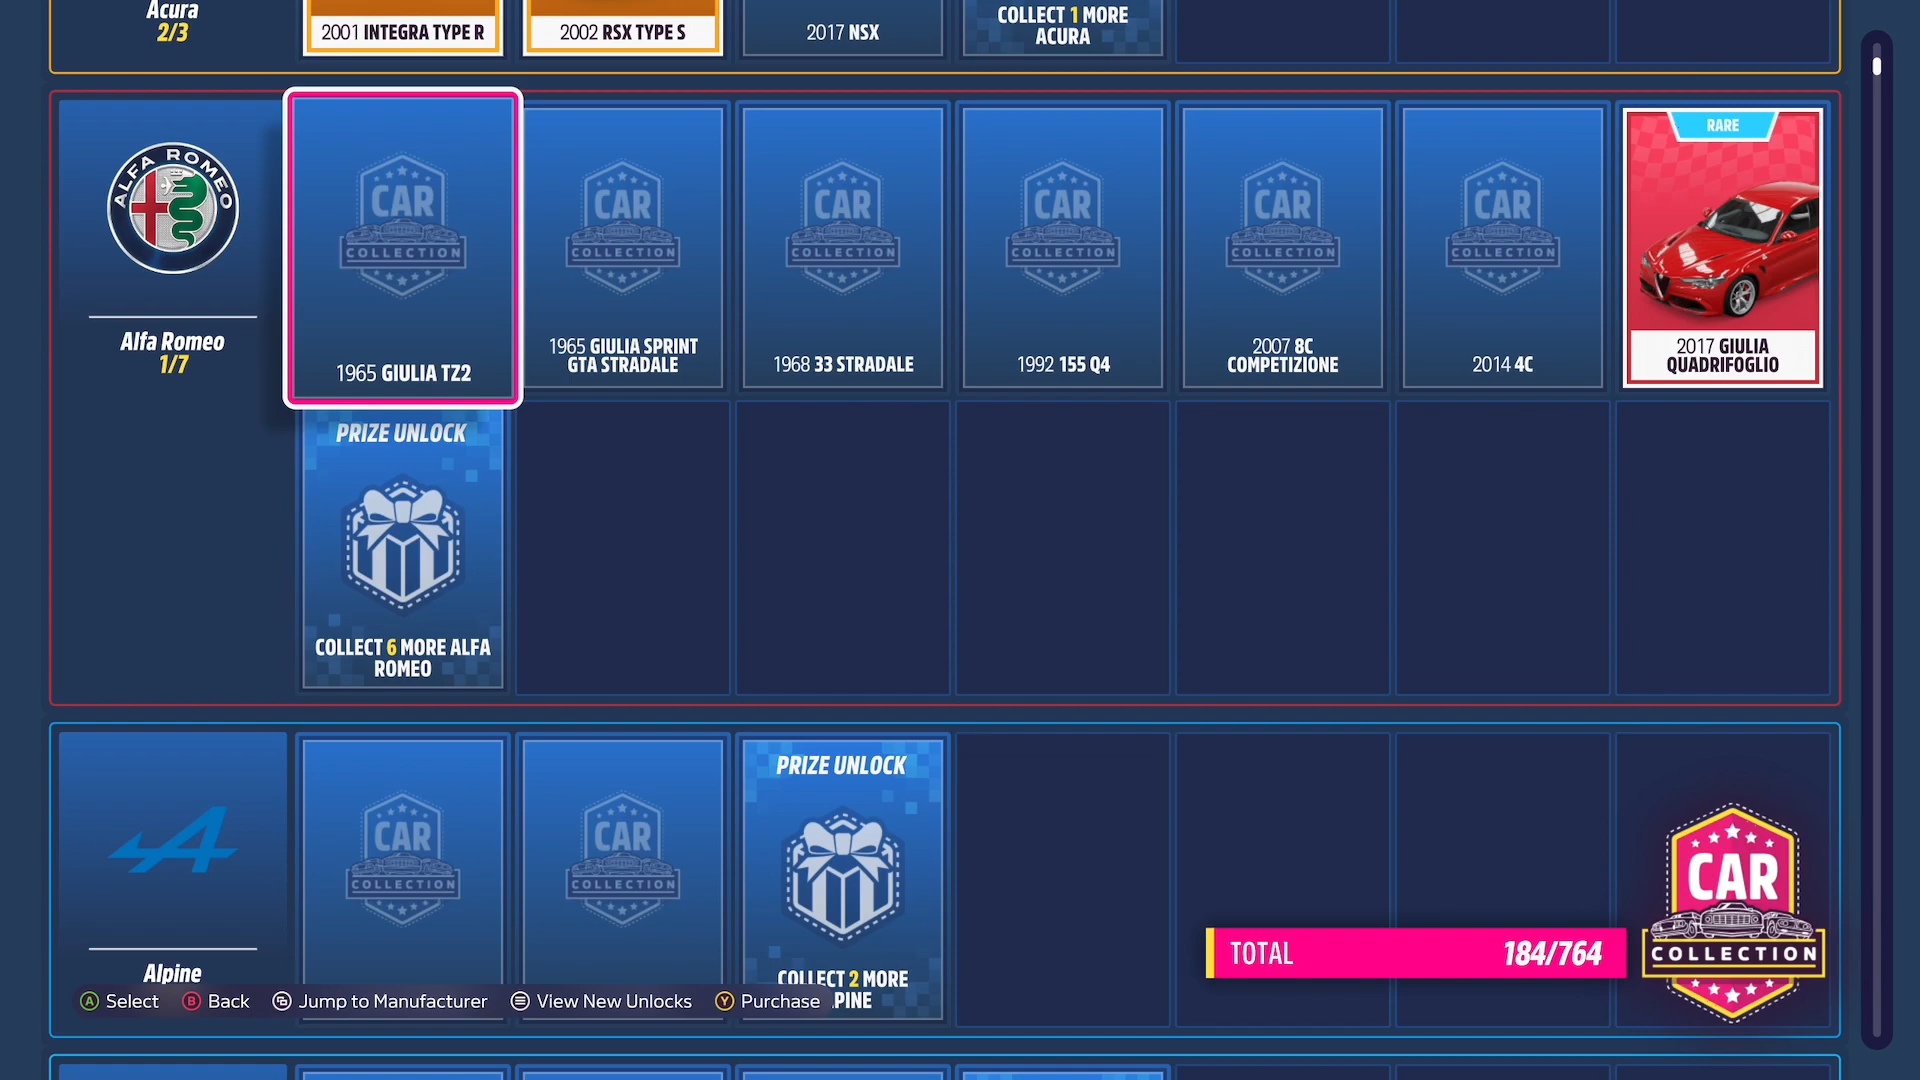 Acura
2/3
2001 INTEGRA TYPE R
2002 RSX TYPE S
2017 NSX
COLLECT 1 MORE
ACURA
ALFA ROMEO
Alfa Romeo
1/7
CAR
COLLECTION
1965 GIULIA TZ2
CAR
COLLECTION
1965 GIULIA SPRINT
GTA STRADALE
CAR
COLLECTION
1968 33 STRADALE
CAR
COLLECTION
1992 155 Q4
CAR
COLLECTION
2007 8C
COMPETIZIONE
CAR
COLLECTION
2014 4C
RARE
2017 GIULIA
QUADRIFOGLIO
PRIZE UNLOCK
COLLECT 6 MORE ALFA
ROMEO
A
Alpine
CAR
COLLECTION
CAR
COLLECTION
PRIZE UNLOCK
COLLECT 2 MORE
PINE
TOTAL 184/764
CAR
COLLECTION
A Select B Back Jump to Manufacturer View New Unlocks Y Purchase